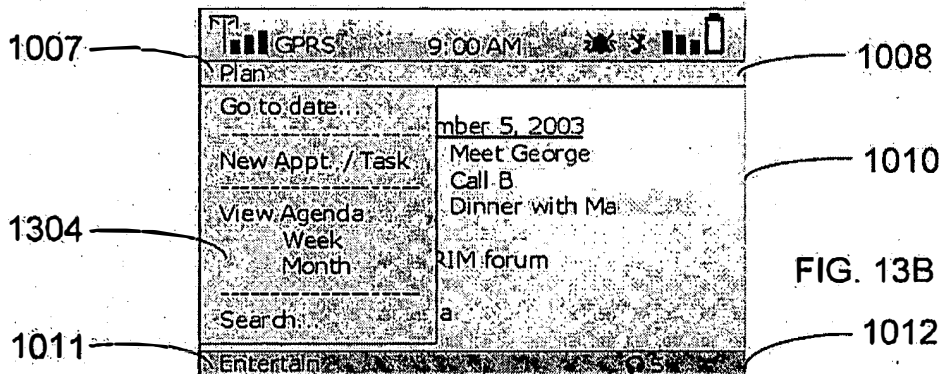 GPRS 9:00 AM
1007
1008
Plan
Go to date...
mber 5, 2003
New Appt. / Task
Meet George
Call B
1010
Dinner with Ma
View Agenda
Week
Month
1304
RIM forum
FIG. 13B
Search...
a
1011
1012
Entertain
5